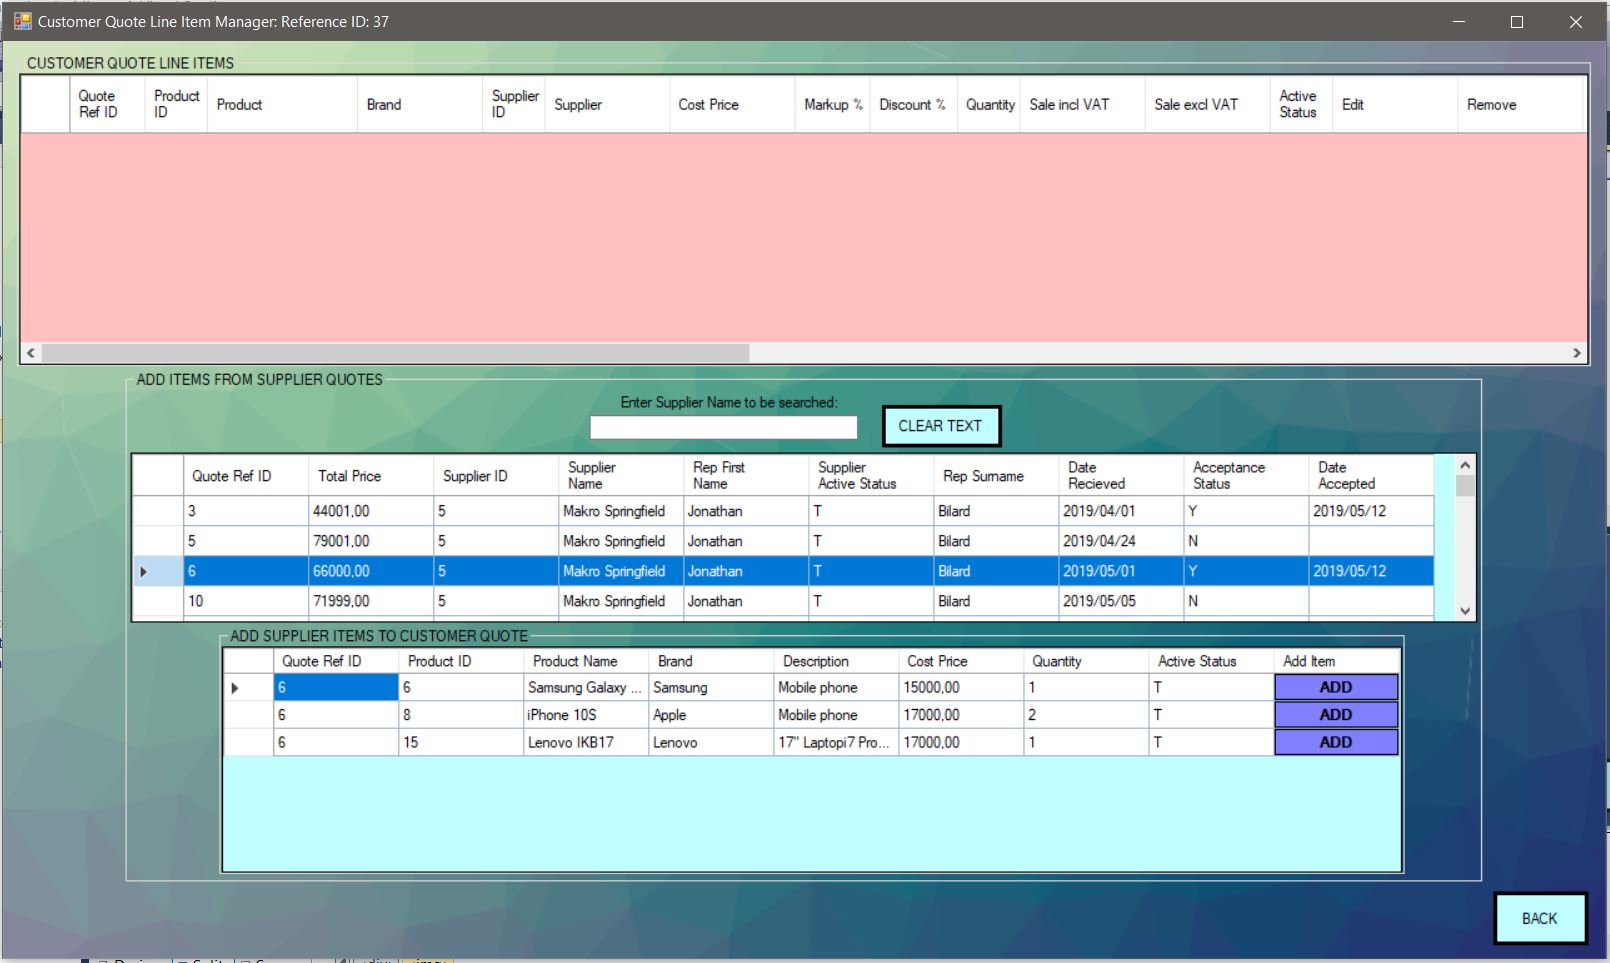 Customer Quote Line Item Manager: Reference ID: 37
CUSTOMER QUOTE LINE ITEMS
Quote Ref ID Product ID Product Brand Supplier ID Supplier Cost Price Markup % Discount % Quantity Sale incl VAT Sale excl VAT Active Status Edit Remove
ADD ITEMS FROM SUPPLIER QUOTES
Enter Supplier Name to be searched:
CLEAR TEXT
Quote Ref ID Total Price Supplier ID Supplier Name Rep First Name Supplier Active Status Rep Surname Date Recieved Acceptance Status Date Accepted
3 44001,00 5 Makro Springfield Jonathan T Bilard 2019/04/01 Y 2019/05/12
5 79001,00 5 Makro Springfield Jonathan T Bilard 2019/04/24 N
6 66000,00 5 Makro Springfield Jonathan T Bilard 2019/05/01 Y 2019/05/12
10 71999,00 5 Makro Springfield Jonathan T Bilard 2019/05/05 N
ADD SUPPLIER ITEMS TO CUSTOMER QUOTE
Quote Ref ID Product ID Product Name Brand Description Cost Price Quantity Active Status Add Item
6 6 Samsung Galaxy ... Samsung Mobile phone 15000,00 1 T ADD
6 8 iPhone 10S Apple Mobile phone 17000,00 2 T ADD
6 15 Lenovo IKB17 Lenovo 17" Laptopi7 Pro... 17000,00 1 T ADD
BACK